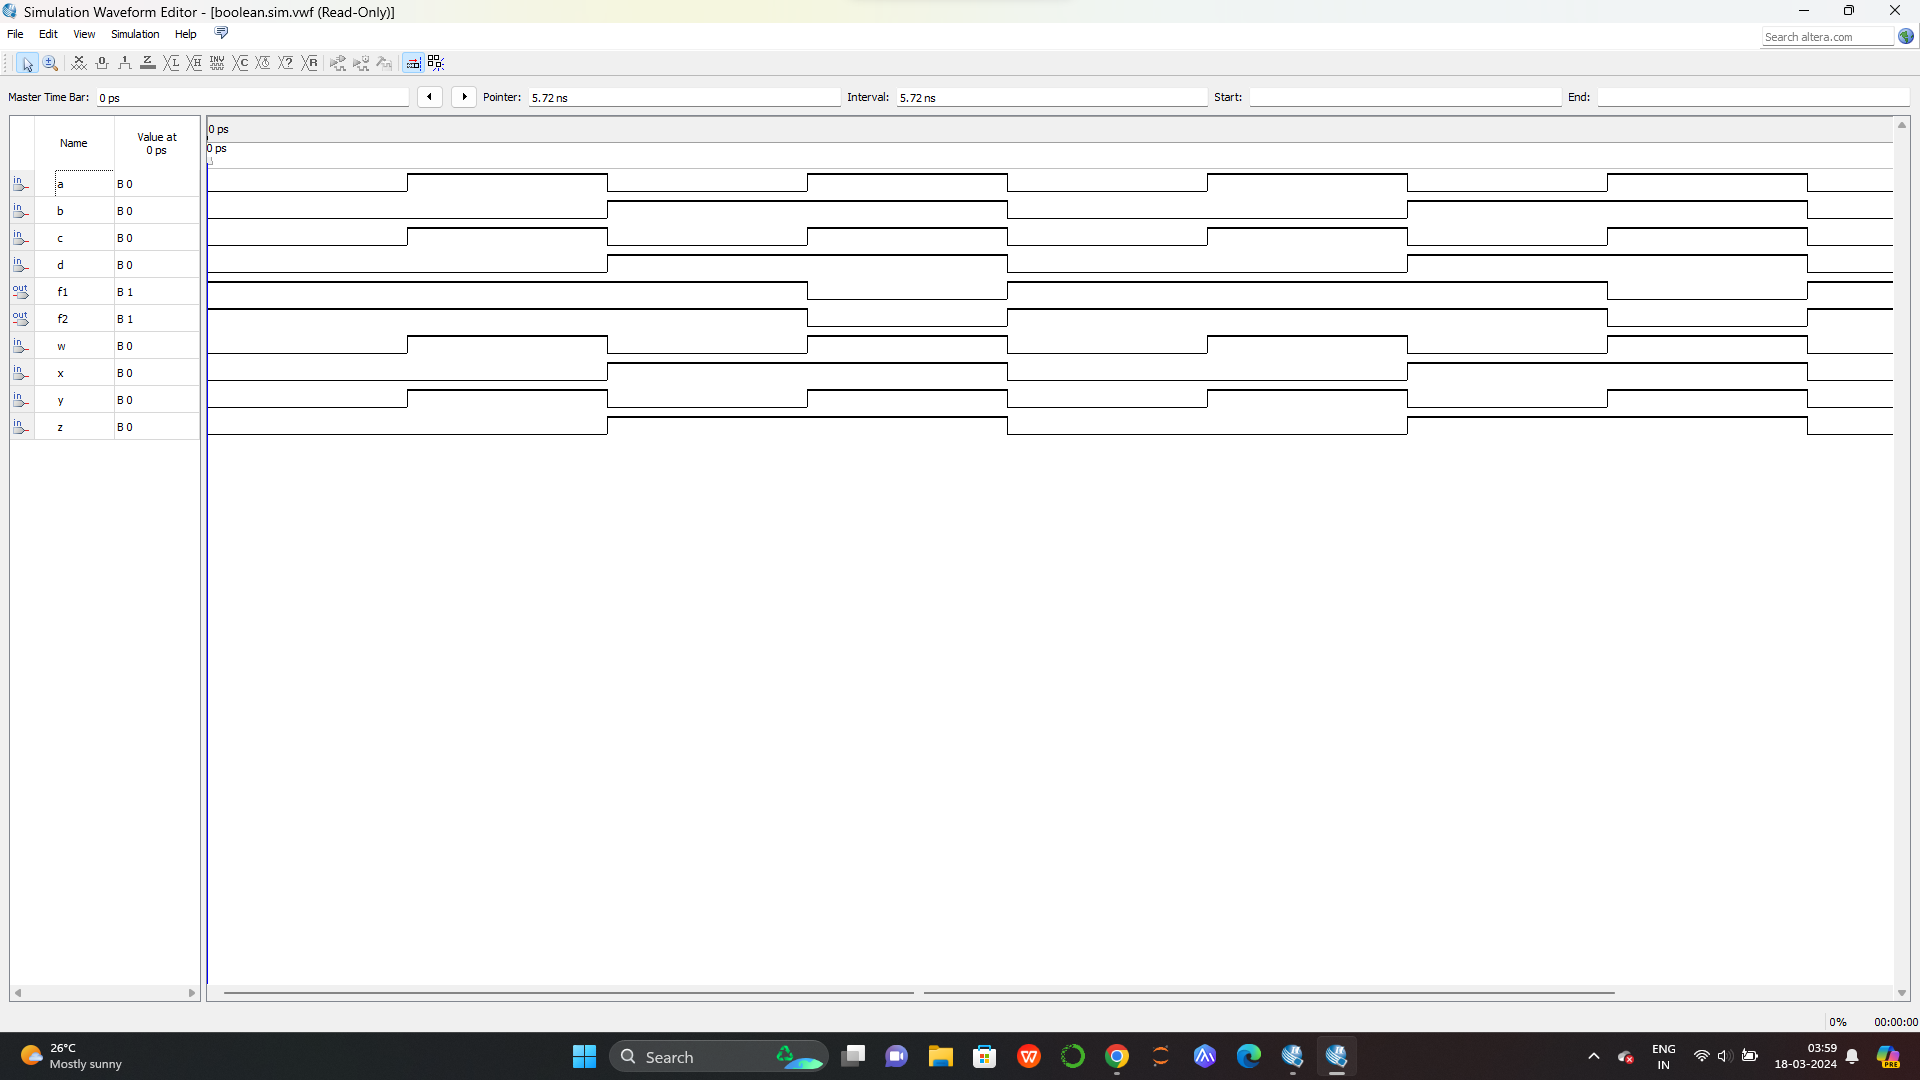 Simulation Waveform Editor - [boolean.sim.vwf (Read-Only)]
File Edit View Simulation Help
Search altera.com
Master Time Bar: 0 ps Pointer: 5.72 ns Interval: 5.72 ns Start: End:
Name Value at 0 ps
0 ps
0 ps
in a B 0
in b B 0
in c B 0
in d B 0
out f1 B 1
out f2 B 1
in w B 0
in x B 0
in y B 0
in z B 0
0% 00:00:00
26°C
Mostly sunny
Search
ENG
IN
03:59
18-03-2024
PRE